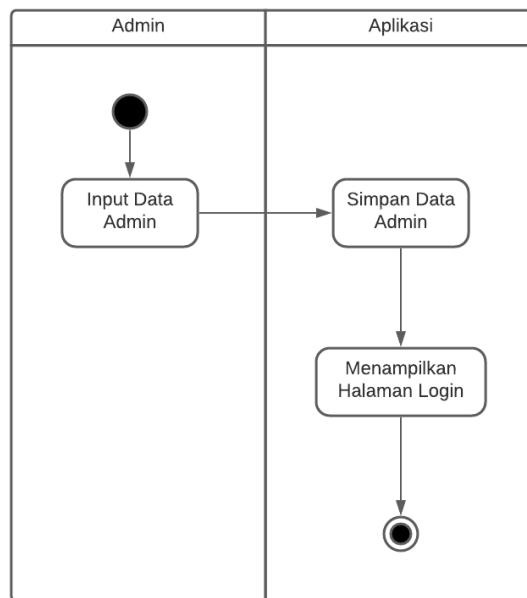 Admin
Aplikasi
Input Data
Admin
Simpan Data
Admin
Menampilkan
Halaman Login